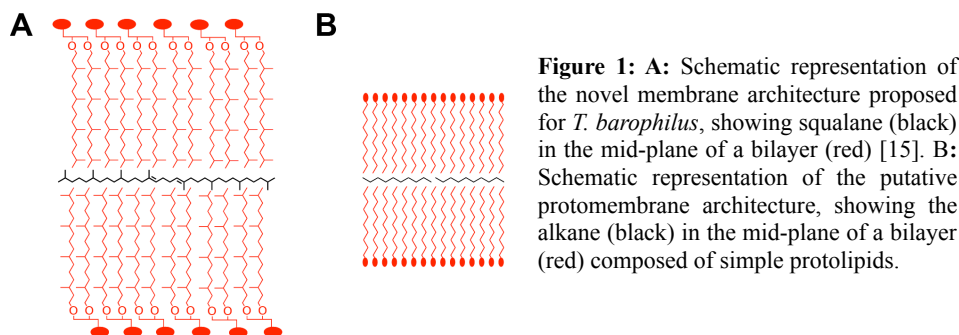 A
O O O O O O O O O O O O
O O O O O O O O O O O O
B
Figure 1: A: Schematic representation of
the novel membrane architecture proposed
for T. barophilus, showing squalane (black)
in the mid-plane of a bilayer (red) [15]. B:
Schematic representation of the putative
protomembrane architecture, showing the
alkane (black) in the mid-plane of a bilayer
(red) composed of simple protolipids.